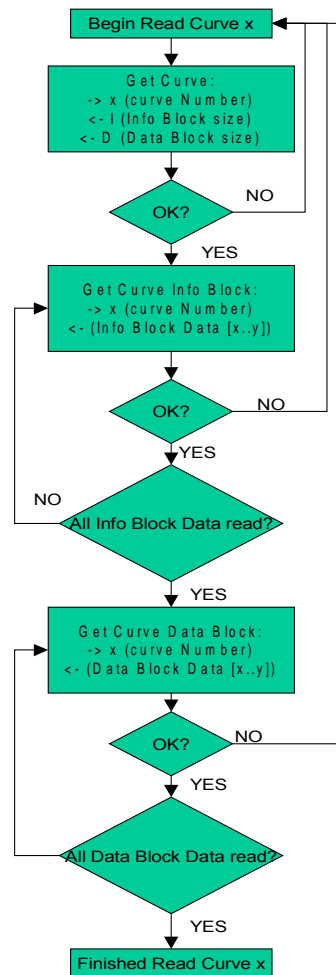 Begin Read Curve x
Get Curve:
-> x (curve Number)
<- I (Info Block size)
<- D (Data Block size)
OK?
NO
YES
Get Curve Info Block:
-> x (curve Number)
<- (Info Block Data [x..y])
OK?
NO
YES
NO
All Info Block Data read?
YES
Get Curve Data Block:
-> x (curve Number)
<- (Data Block Data [x..y])
OK?
NO
YES
All Data Block Data read?
YES
Finished Read Curve x